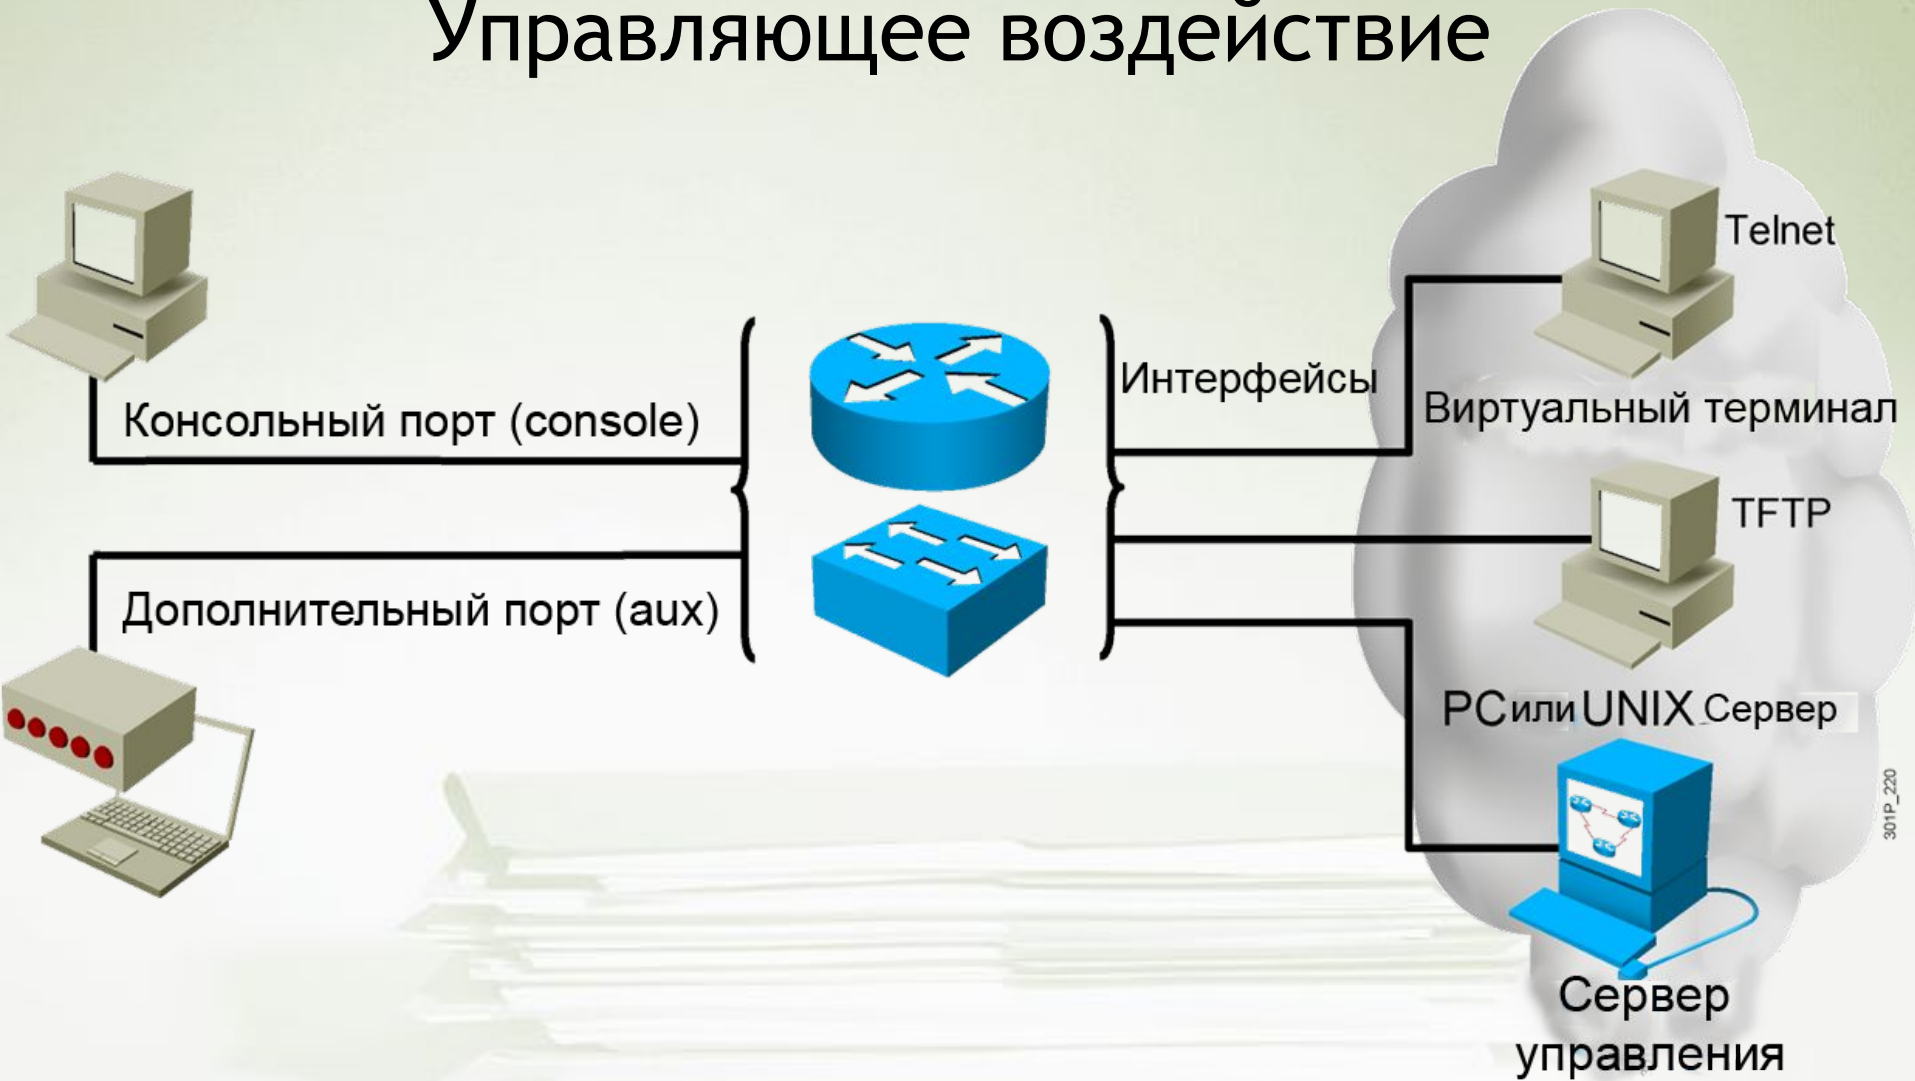 Управляющее воздействие
Telnet
Интерфейсы
Консольный порт (console)
Виртуальный терминал
TFTP
Дополнительный порт (aux)
PC или UNIX Сервер
301P_220
Сервер
управления